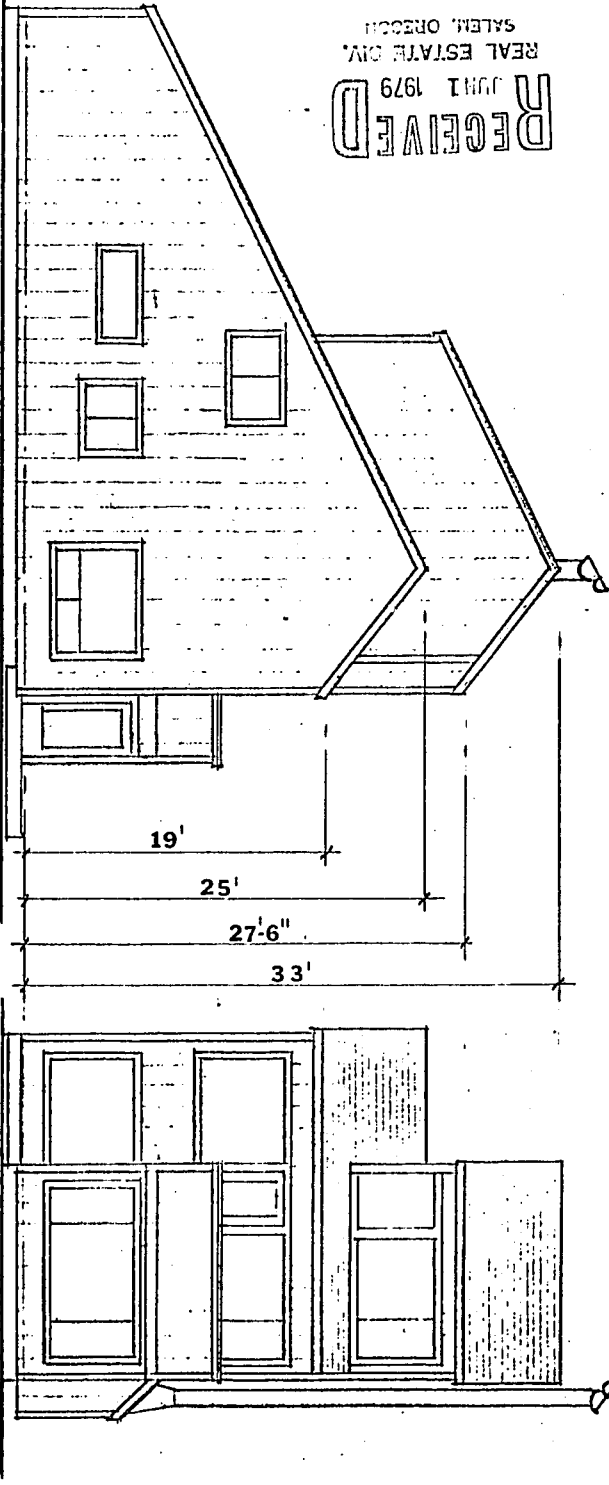 RECEIVED
JUN 1 1979
REAL ESTATE DIV.
SALEM, OREGON
19'
25'
27'-6"
33'